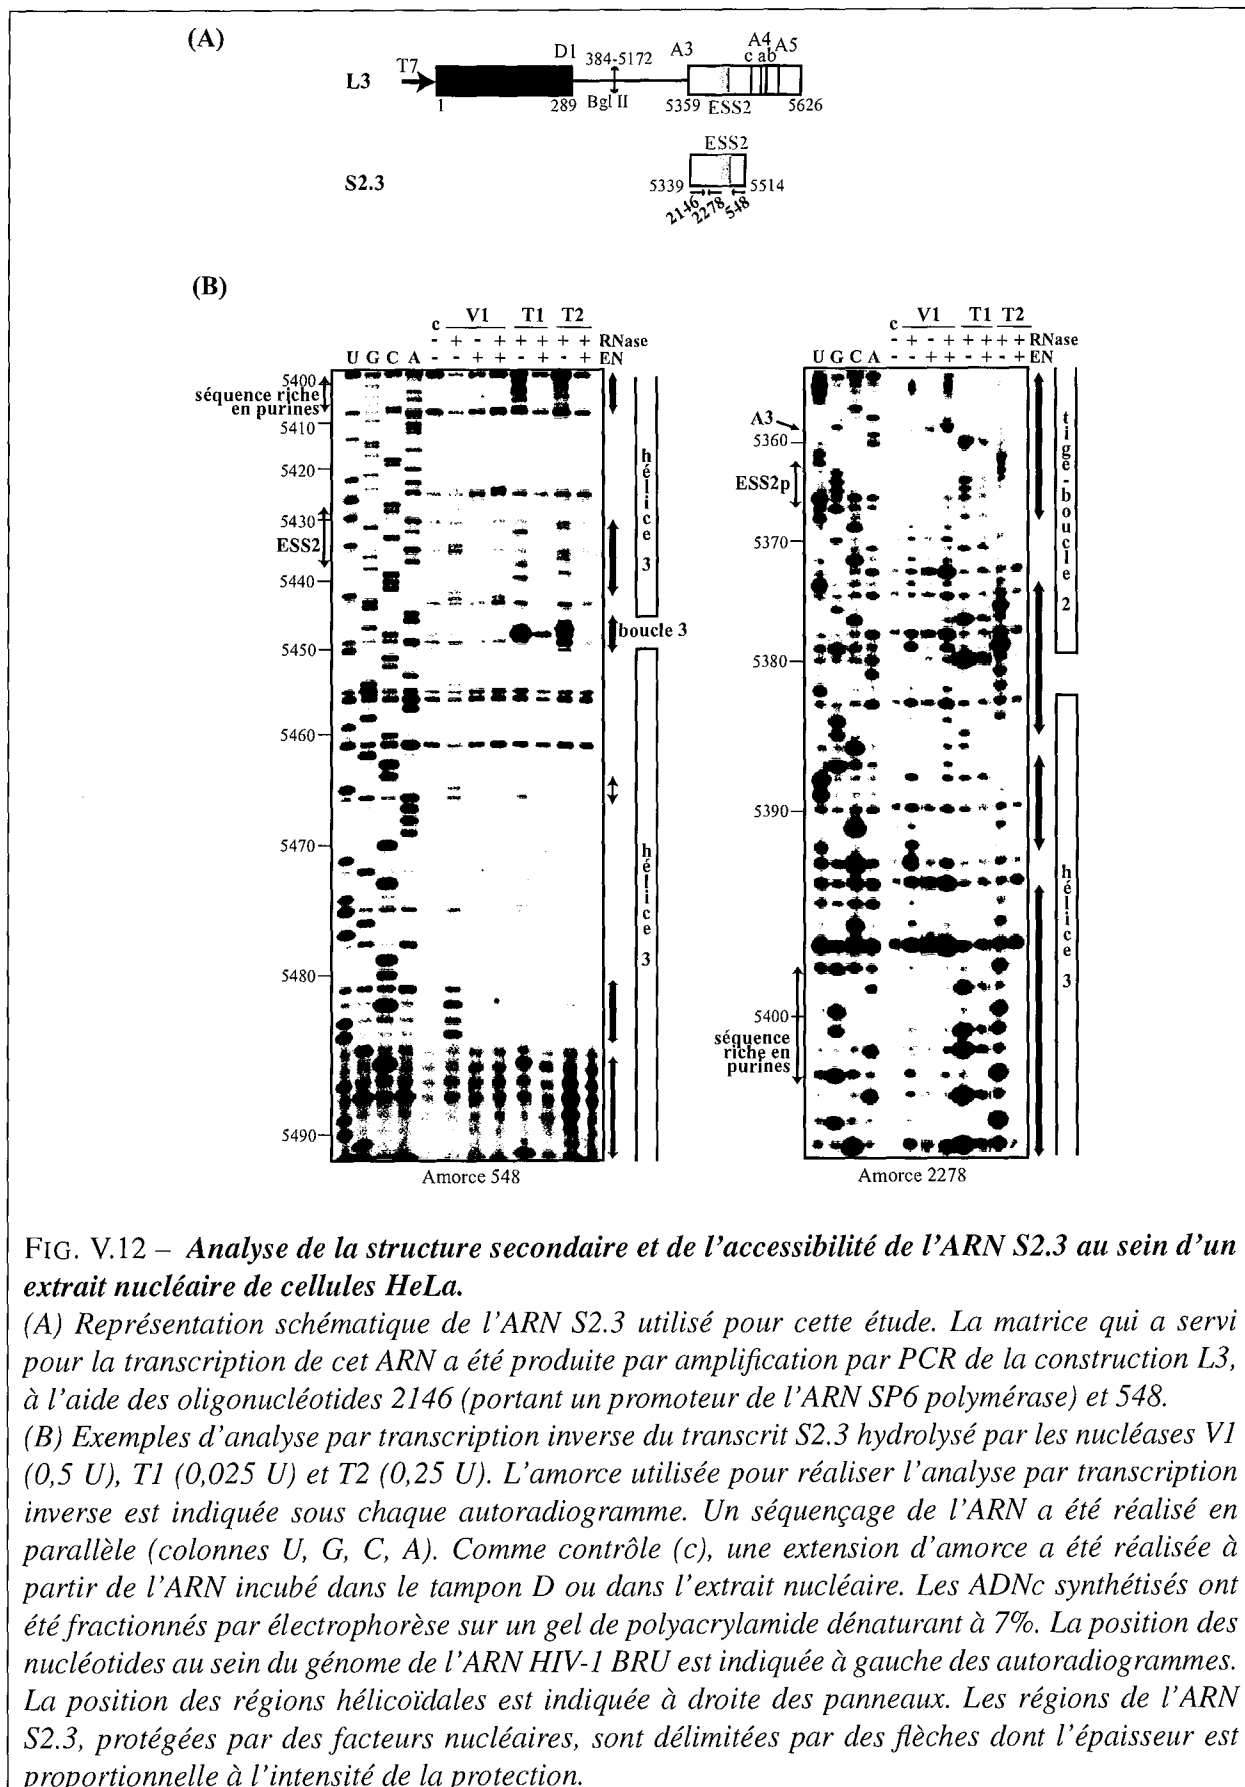 (A)
T7
L3
D1
384-5172
Bgl II
A3
A4
A5
c ab
1
289
5359
ESS2
5626
S2.3
ESS2
5339
5514
2146
2278
548
(B)
c V1 T1 T2
- + - + - + - + RNase
U G C A - - + + - + - + EN
5400
séquence riche
en purines
5410
5420
5430
ESS2
5440
5450
5460
5470
5480
5490
hélice 3
boucle 3
hélice 3
Amorce 548
c V1 T1 T2
- + - + + + + + RNase
U G C A - - + + - + - + EN
A3
5360
ESS2p
5370
5380
5390
5400
séquence
riche en
purines
tige-boucle 2
hélice 3
Amorce 2278
FIG. V.12 – Analyse de la structure secondaire et de l'accessibilité de l'ARN S2.3 au sein d'un
extrait nucléaire de cellules HeLa.
(A) Représentation schématique de l'ARN S2.3 utilisé pour cette étude. La matrice qui a servi
pour la transcription de cet ARN a été produite par amplification par PCR de la construction L3,
à l'aide des oligonucléotides 2146 (portant un promoteur de l'ARN SP6 polymérase) et 548.
(B) Exemples d'analyse par transcription inverse du transcrit S2.3 hydrolysé par les nucléases V1
(0,5 U), T1 (0,025 U) et T2 (0,25 U). L'amorce utilisée pour réaliser l'analyse par transcription
inverse est indiquée sous chaque autoradiogramme. Un séquençage de l'ARN a été réalisé en
parallèle (colonnes U, G, C, A). Comme contrôle (c), une extension d'amorce a été réalisée à
partir de l'ARN incubé dans le tampon D ou dans l'extrait nucléaire. Les ADNc synthétisés ont
été fractionnés par électrophorèse sur un gel de polyacrylamide dénaturant à 7%. La position des
nucléotides au sein du génome de l'ARN HIV-1 BRU est indiquée à gauche des autoradiogrammes.
La position des régions hélicoïdales est indiquée à droite des panneaux. Les régions de l'ARN
S2.3, protégées par des facteurs nucléaires, sont délimitées par des flèches dont l'épaisseur est
proportionnelle à l'intensité de la protection.